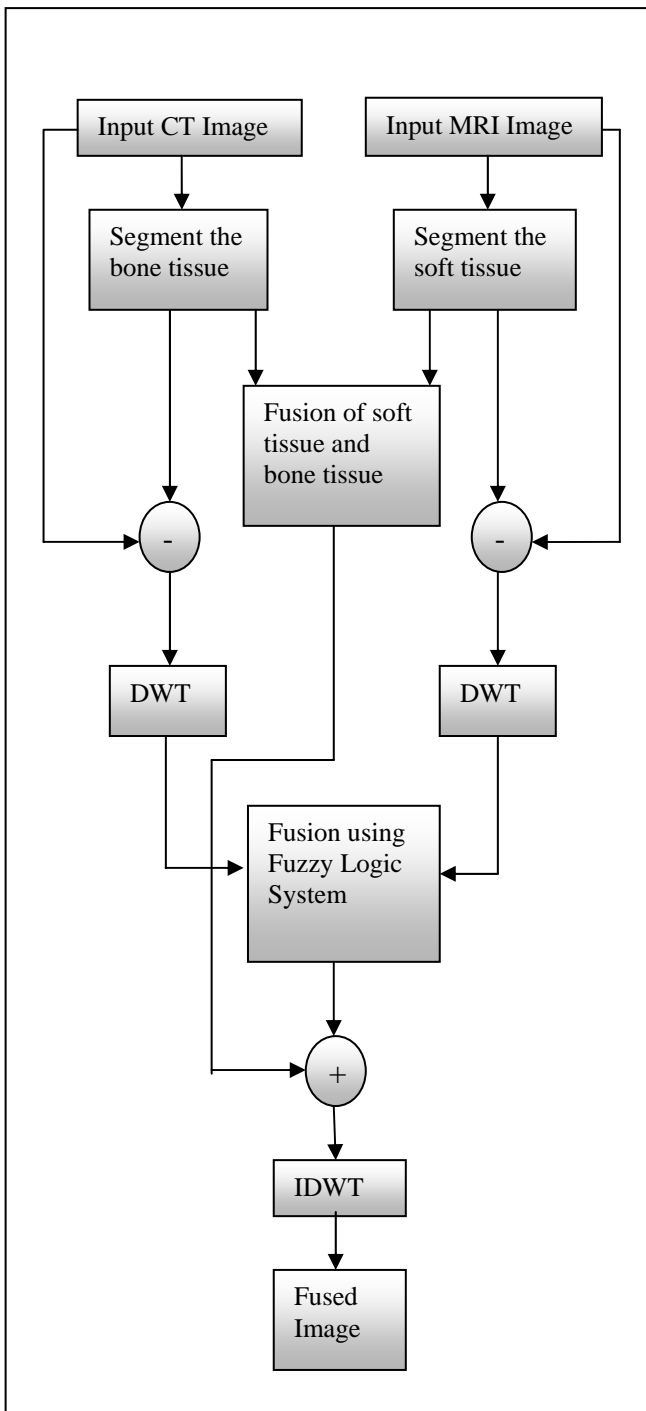 Input CT Image
Input MRI Image
Segment the
bone tissue
Segment the
soft tissue
Fusion of soft
tissue and
bone tissue
-
-
DWT
DWT
Fusion using
Fuzzy Logic
System
+
IDWT
Fused
Image